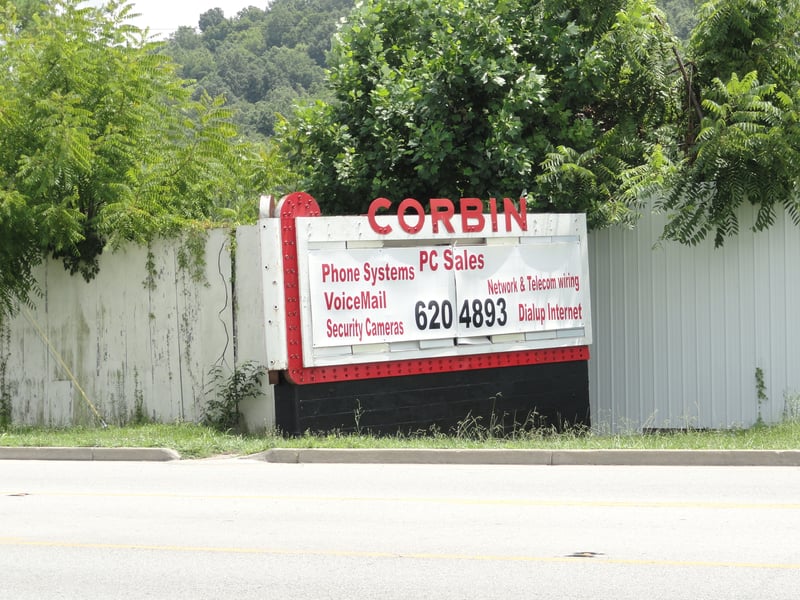 CORBIN
PC Sales
Phone Systems
VoiceMail
Security Cameras
620 4893
Network & Telecom wiring
Dialup Internet